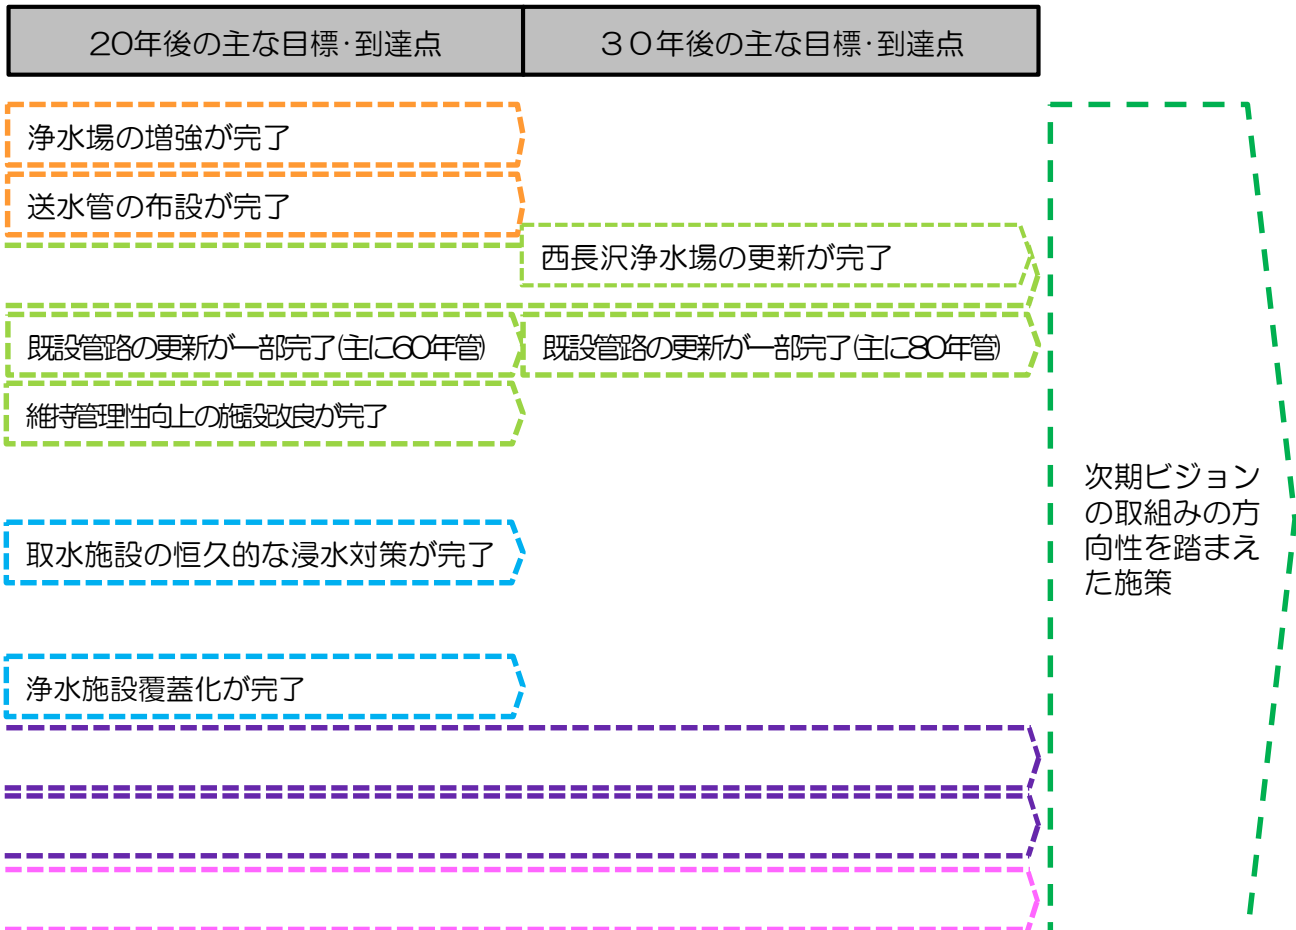 20年後の主な目標・到達点
３０年後の主な目標・到達点
浄水場の増強が完了
送水管の布設が完了
西長沢浄水場の更新が完了
既設管路の更新が一部完了(主に60年管)
既設管路の更新が一部完了(主に80年管)
維持管理性向上の施設改良が完了
取水施設の恒久的な浸水対策が完了
浄水施設覆蓋化が完了
次期ビジョン
の取組みの方
向性を踏まえ
た施策